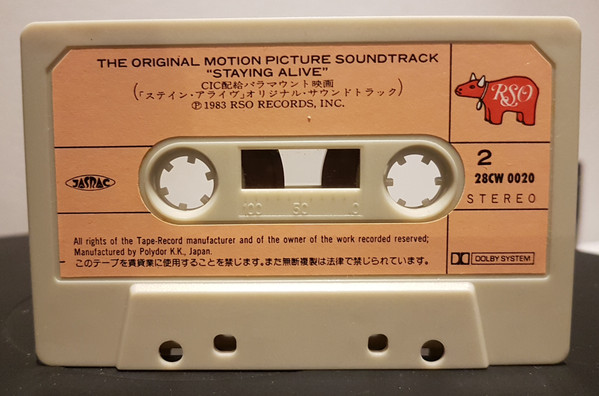 THE ORIGINAL MOTION PICTURE SOUNDTRACK
"STAYING ALIVE"
CIC配給パラマウント映画
(「ステイン・アライヴ」オリジナル・サウンドトラック)
℗ 1983 RSO RECORDS, INC.
RSO
JASRAC
2
28CW 0020
STEREO
100 50 0
All rights of the Tape-Record manufacturer and of the owner of the work recorded reserved;
Manufactured by Polydor K.K., Japan.
このテープを賃貸業に使用することを禁じます。また無断複製は法律で禁じられています。
DOLBY SYSTEM